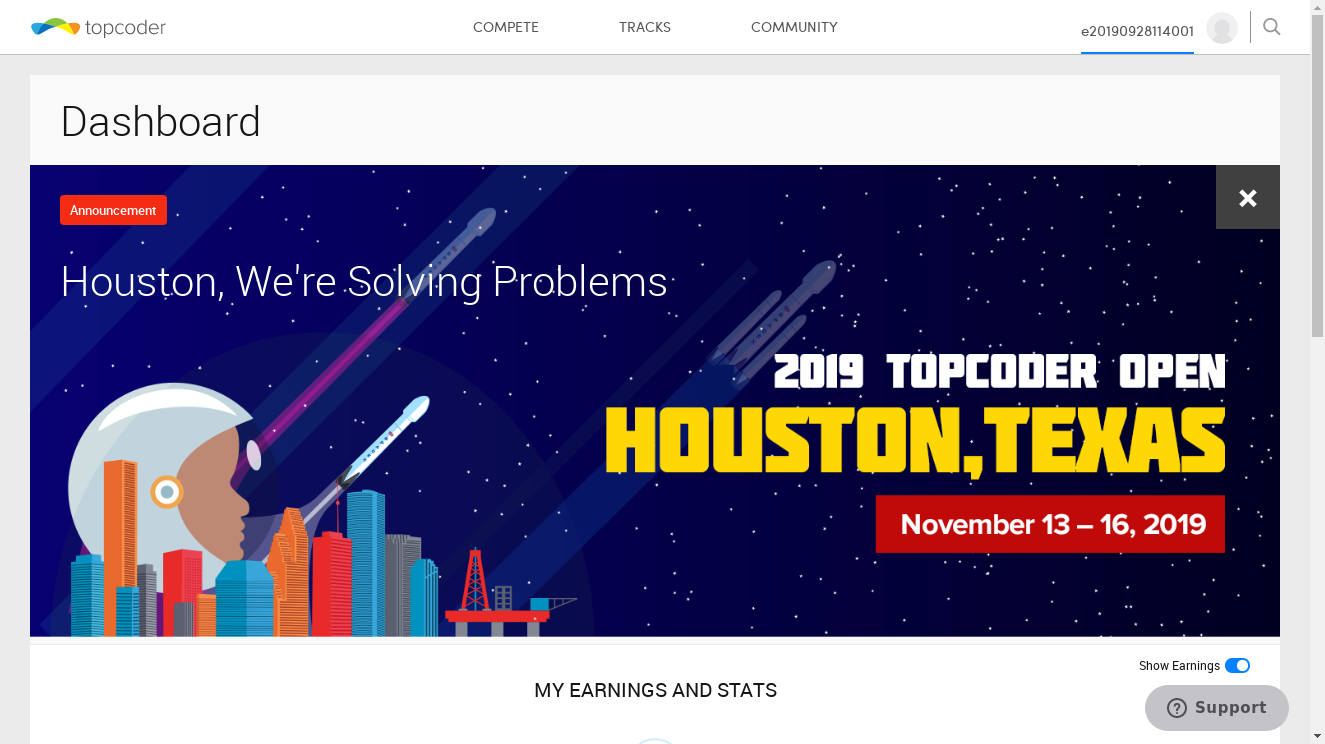 topcoder
COMPETE
TRACKS
COMMUNITY
e20190928114001
Dashboard
Announcement
Houston, We're Solving Problems
2019 TOPCODER OPEN
HOUSTON, TEXAS
November 13 – 16, 2019
Show Earnings
MY EARNINGS AND STATS
Support